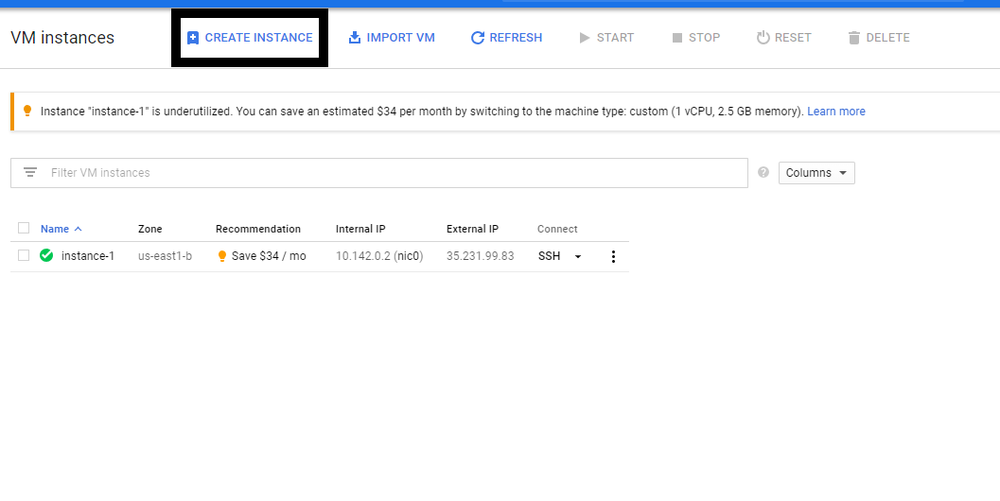 VM instances CREATE INSTANCE IMPORT VM REFRESH START STOP RESET DELETE
Instance "instance-1" is underutilized. You can save an estimated $34 per month by switching to the machine type: custom (1 vCPU, 2.5 GB memory). Learn more
Filter VM instances ? Columns
Name Zone Recommendation Internal IP External IP Connect
instance-1 us-east1-b Save $34 / mo 10.142.0.2 (nic0) 35.231.99.83 SSH